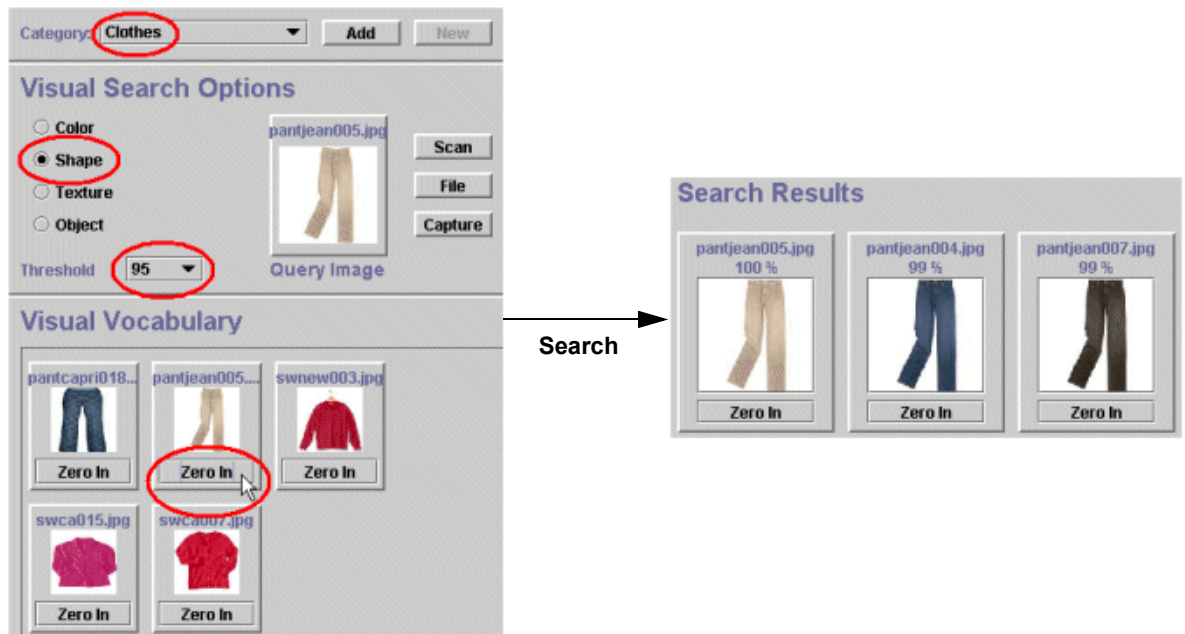 Category: Clothes Add New
Visual Search Options
Color
Shape
Texture
Object
Threshold 95
pantjean005.jpg
Query Image
Scan
File
Capture
Visual Vocabulary
pantcapri018... pantjean005.... swnew003.jpg
Zero In Zero In Zero In
swca015.jpg swca007.jpg
Zero In Zero In
Search
Search Results
pantjean005.jpg pantjean004.jpg pantjean007.jpg
100 % 99 % 99 %
Zero In Zero In Zero In